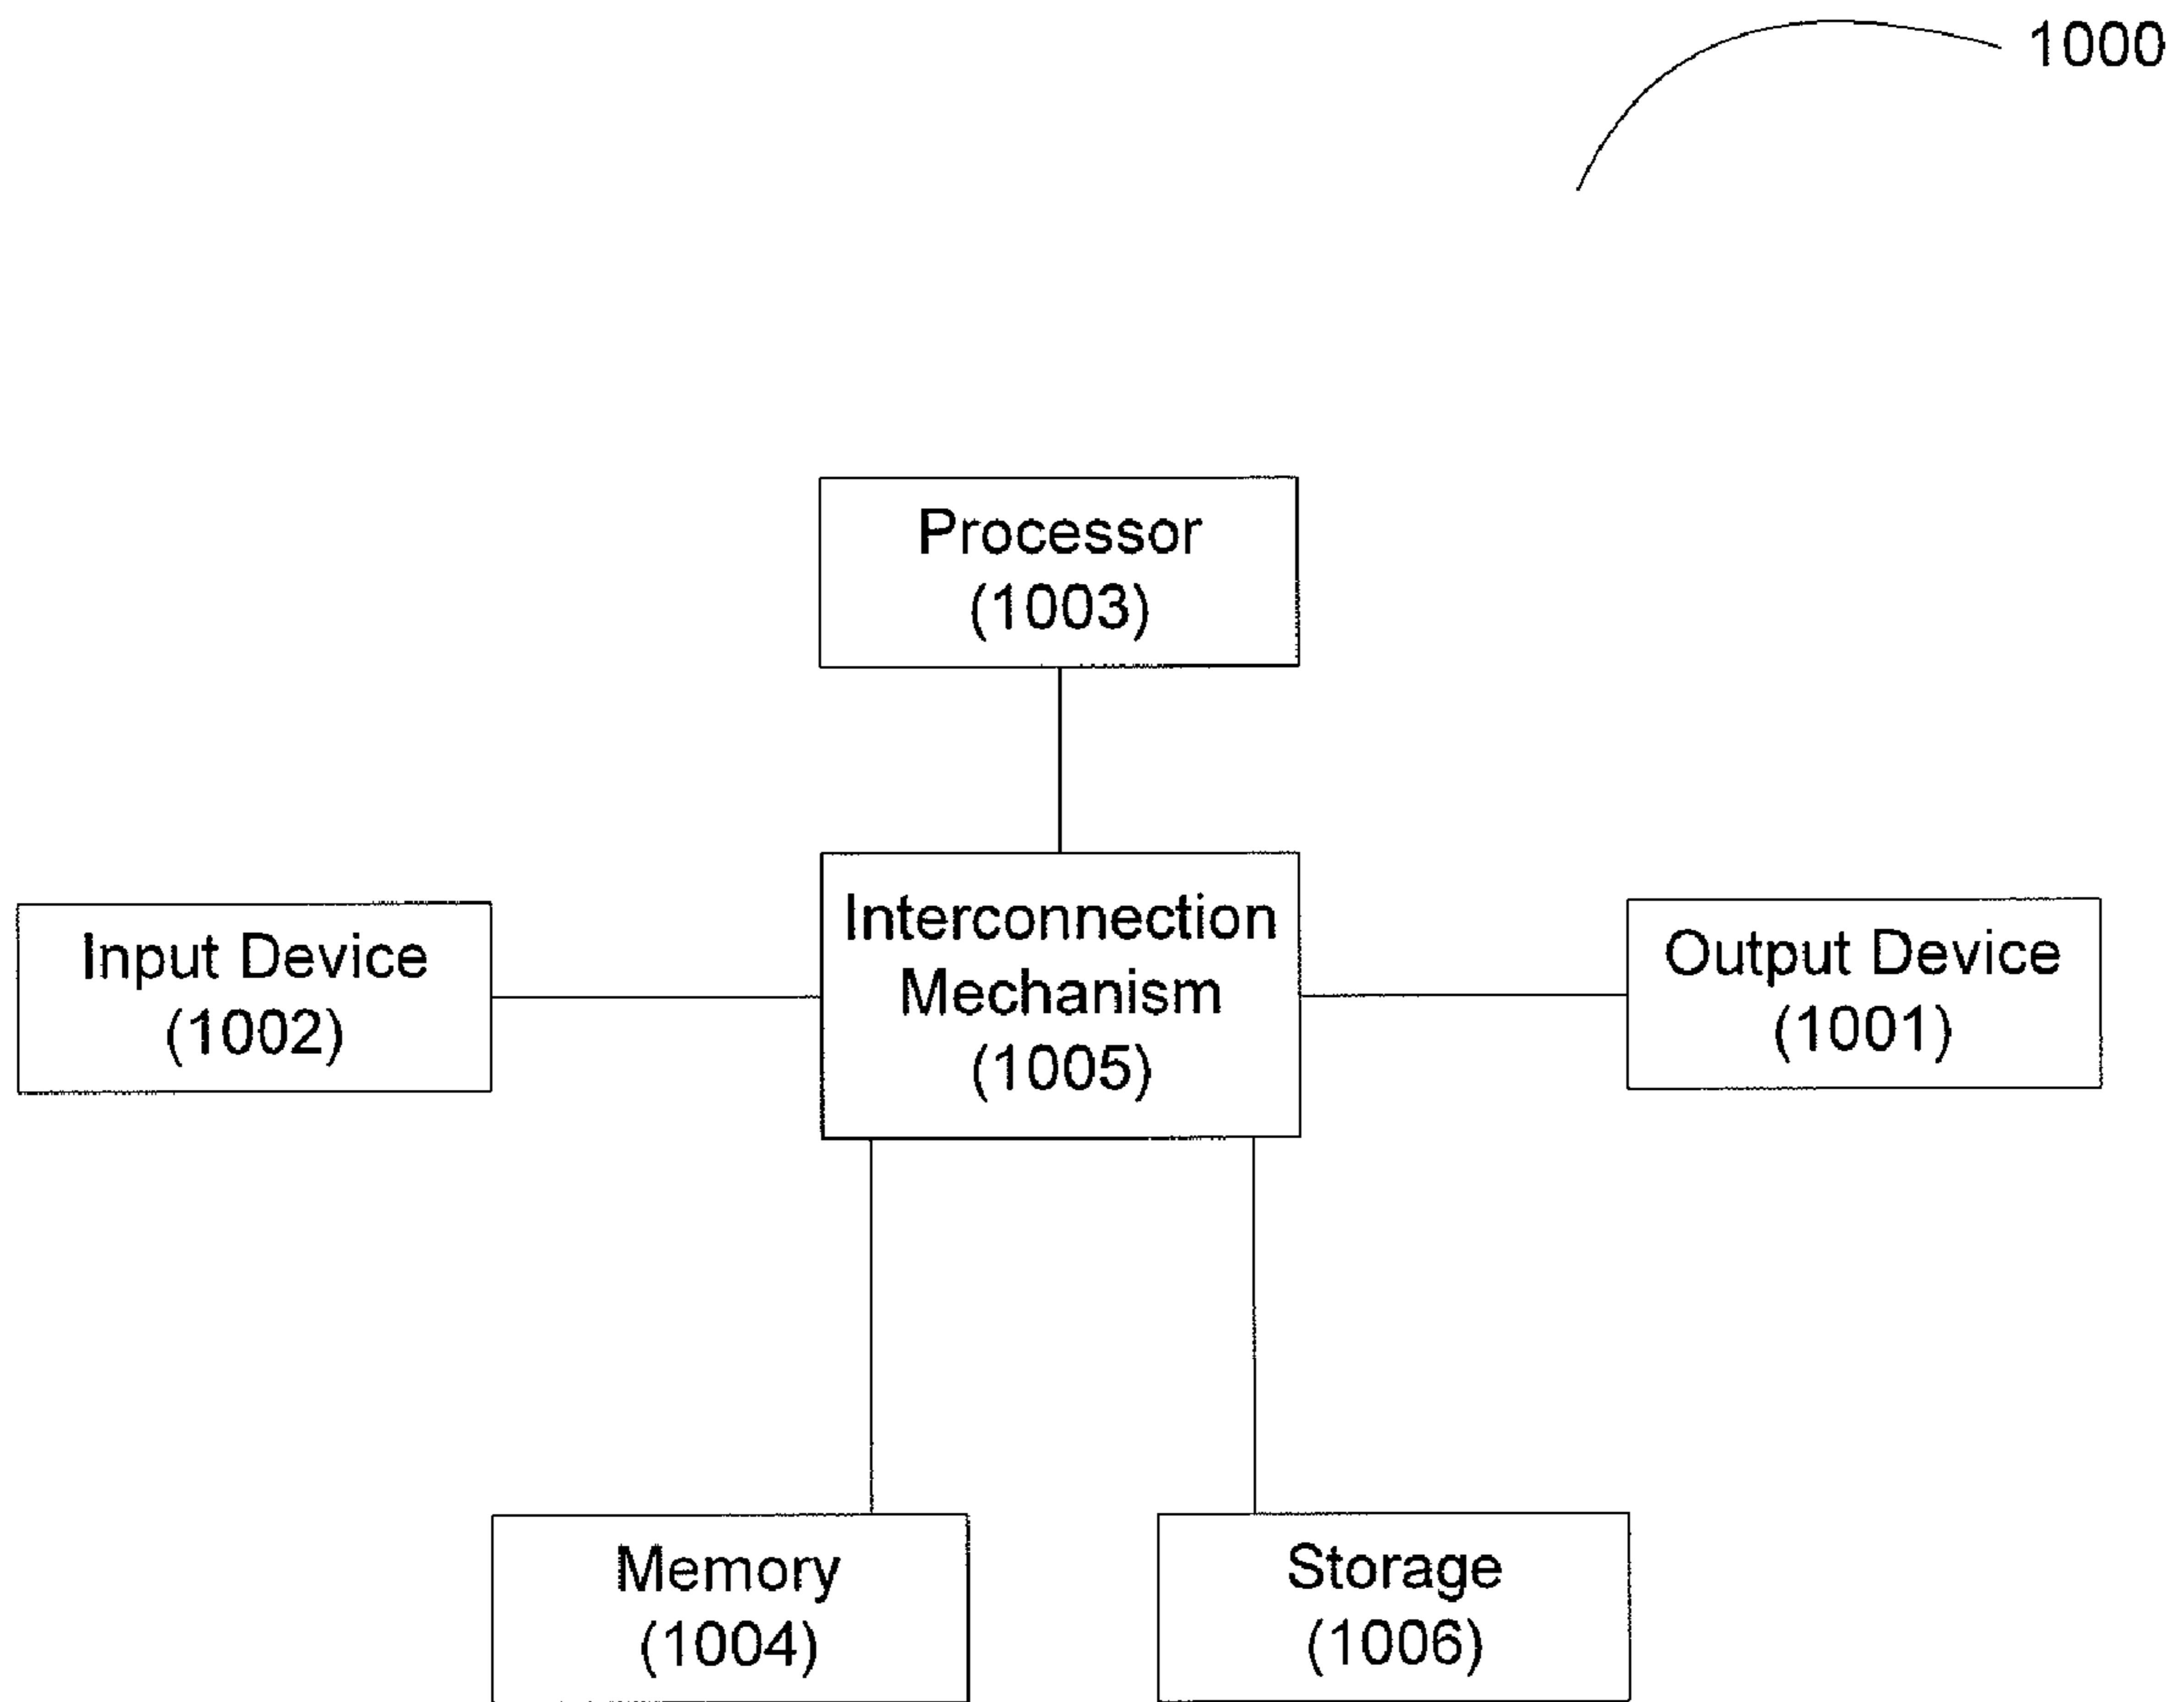 1000
Processor
(1003)
Interconnection
Mechanism
(1005)
Input Device
(1002)
Output Device
(1001)
Memory
(1004)
Storage
(1006)